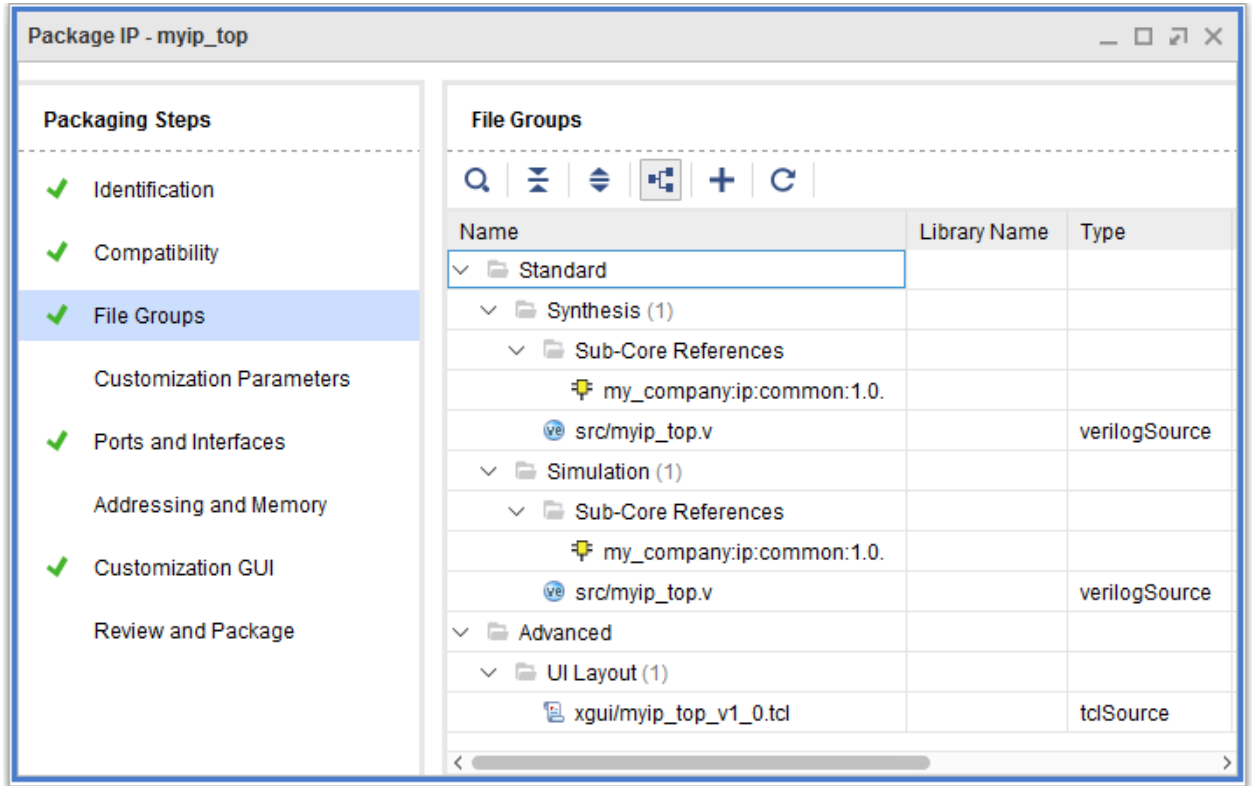 Package IP - myip_top
Packaging Steps
Identification
Compatibility
File Groups
Customization Parameters
Ports and Interfaces
Addressing and Memory
Customization GUI
Review and Package
File Groups
Name Library Name Type
Standard
Synthesis (1)
Sub-Core References
my_company:ip:common:1.0.
src/myip_top.v verilogSource
Simulation (1)
Sub-Core References
my_company:ip:common:1.0.
src/myip_top.v verilogSource
Advanced
UI Layout (1)
xgui/myip_top_v1_0.tcl tclSource